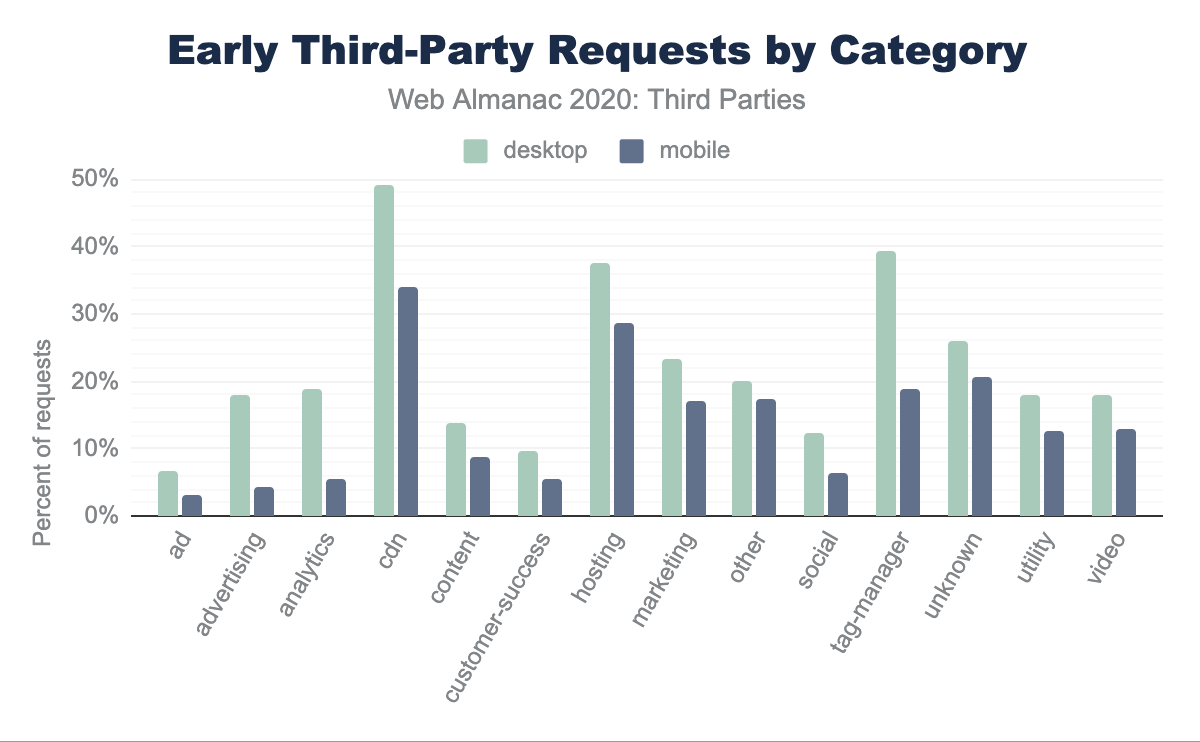 Early Third-Party Requests by Category
Web Almanac 2020: Third Parties
desktop
mobile
Percent of requests
50%
40%
30%
20%
10%
0%
ad
advertising
analytics
cdn
content
customer-success
hosting
marketing
other
social
tag-manager
unknown
utility
video